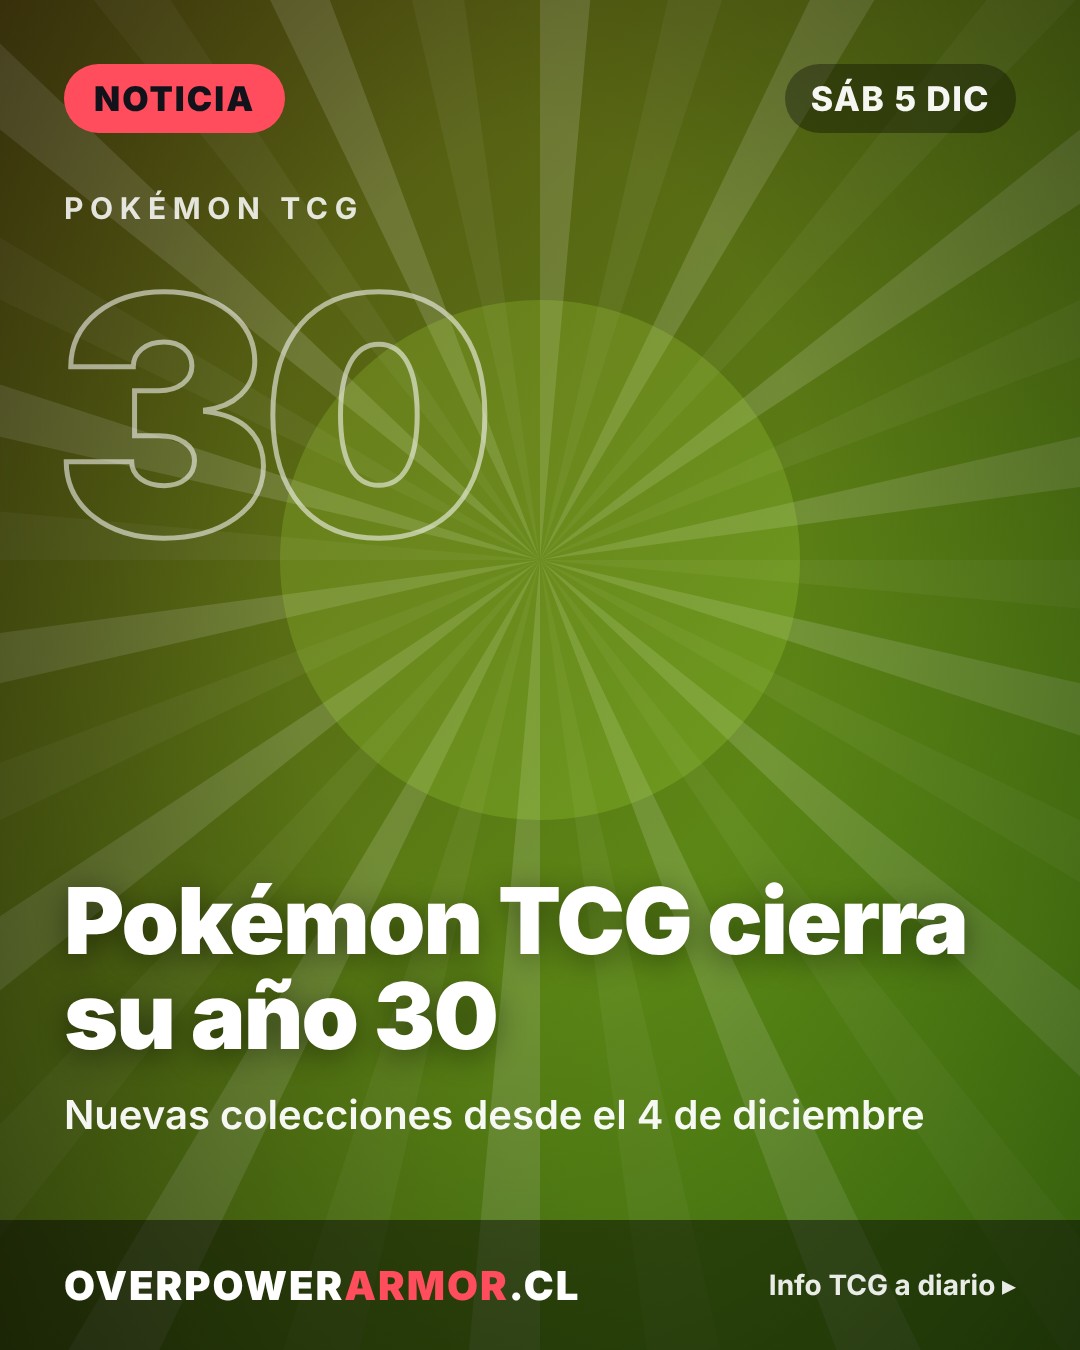 NOTICIA
SÁB 5 DIC
POKÉMON TCG
30
Pokémon TCG cierra
su año 30
Nuevas colecciones desde el 4 de diciembre
OVERPOWERARMOR.CL
Info TCG a diario ▸